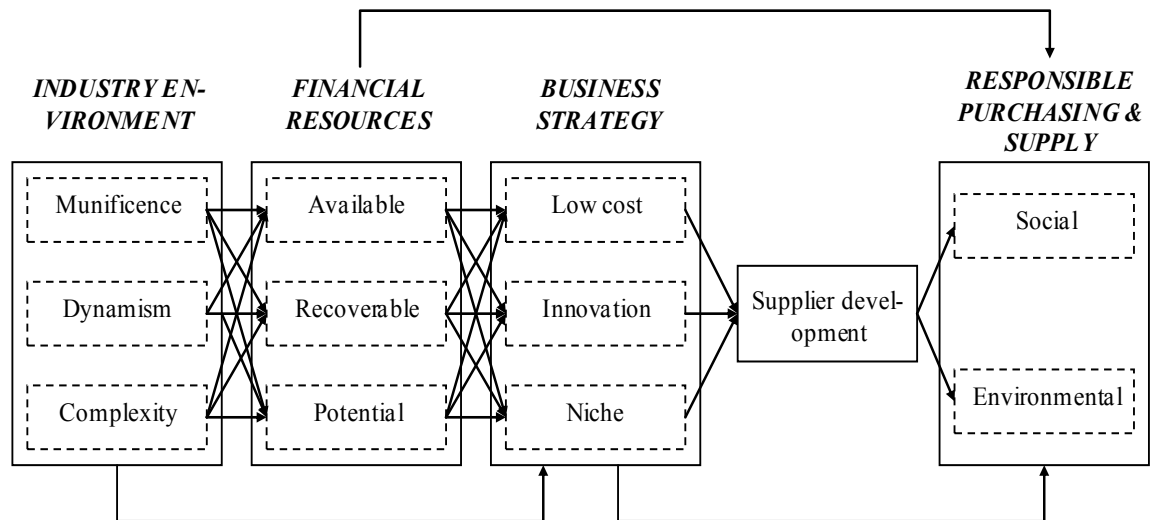 INDUSTRY EN-
VIRONMENT
FINANCIAL
RESOURCES
BUSINESS
STRATEGY
RESPONSIBLE
PURCHASING &
SUPPLY
Munificence
Dynamism
Complexity
Available
Recoverable
Potential
Low cost
Innovation
Niche
Supplier devel-
opment
Social
Environmental